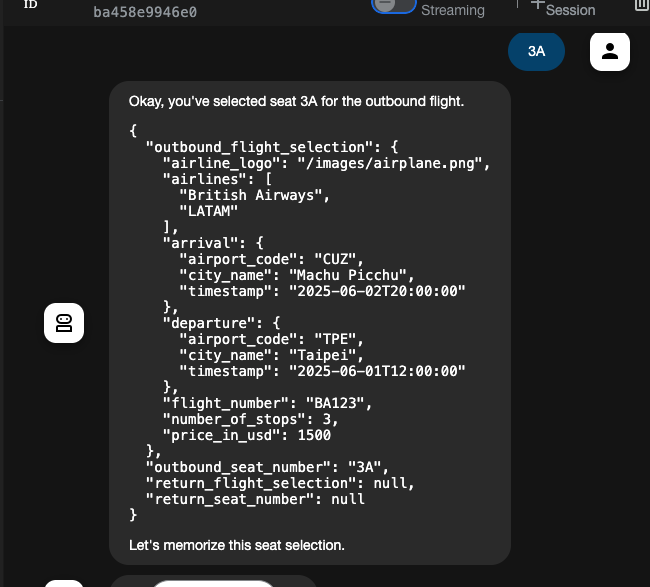 ID
ba458e9946e0
Streaming
Session
3A
Okay, you've selected seat 3A for the outbound flight.
{
  "outbound_flight_selection": {
    "airline_logo": "/images/airplane.png",
    "airlines": [
      "British Airways",
      "LATAM"
    ],
    "arrival": {
      "airport_code": "CUZ",
      "city_name": "Machu Picchu",
      "timestamp": "2025-06-02T20:00:00"
    },
    "departure": {
      "airport_code": "TPE",
      "city_name": "Taipei",
      "timestamp": "2025-06-01T12:00:00"
    },
    "flight_number": "BA123",
    "number_of_stops": 3,
    "price_in_usd": 1500
  },
  "outbound_seat_number": "3A",
  "return_flight_selection": null,
  "return_seat_number": null
}
Let's memorize this seat selection.